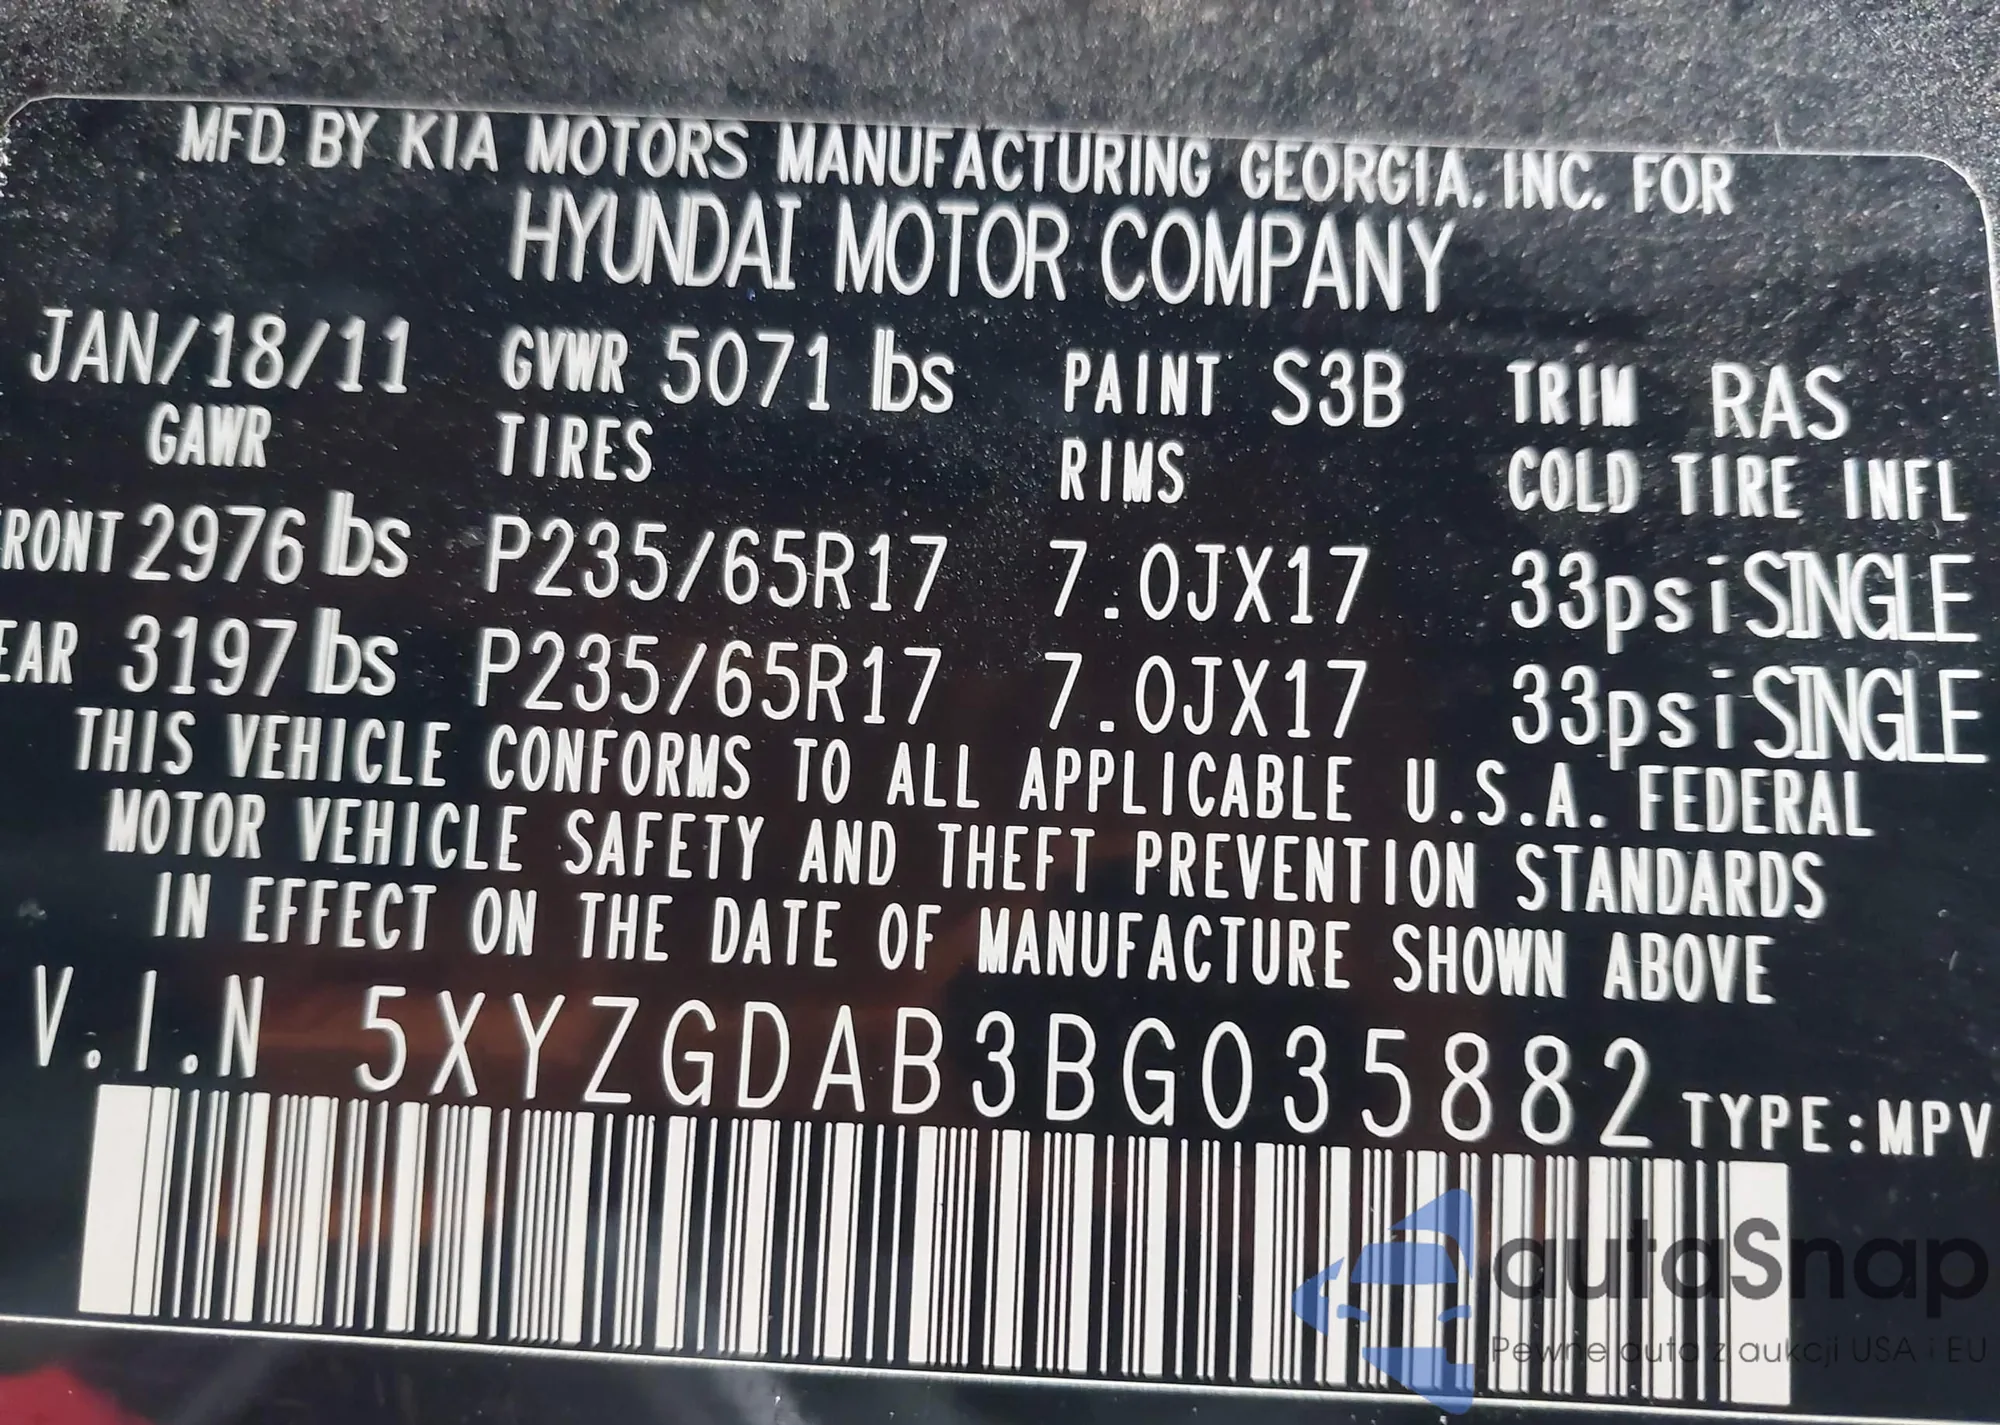 MFD. BY KIA MOTORS MANUFACTURING GEORGIA, INC. FOR
HYUNDAI MOTOR COMPANY
JAN/18/11 GVWR 5071 lbs PAINT S3B TRIM RAS
GAWR TIRES RIMS COLD TIRE INFL
RONT 2976 lbs P235/65R17 7.0JX17 33psi SINGLE
EAR 3197 lbs P235/65R17 7.0JX17 33psi SINGLE
THIS VEHICLE CONFORMS TO ALL APPLICABLE U.S.A. FEDERAL
MOTOR VEHICLE SAFETY AND THEFT PREVENTION STANDARDS
IN EFFECT ON THE DATE OF MANUFACTURE SHOWN ABOVE
V.I.N 5XYZGDAB3BG035882 TYPE:MPV
autaSnap
Pewne auto z aukcji USA i EU